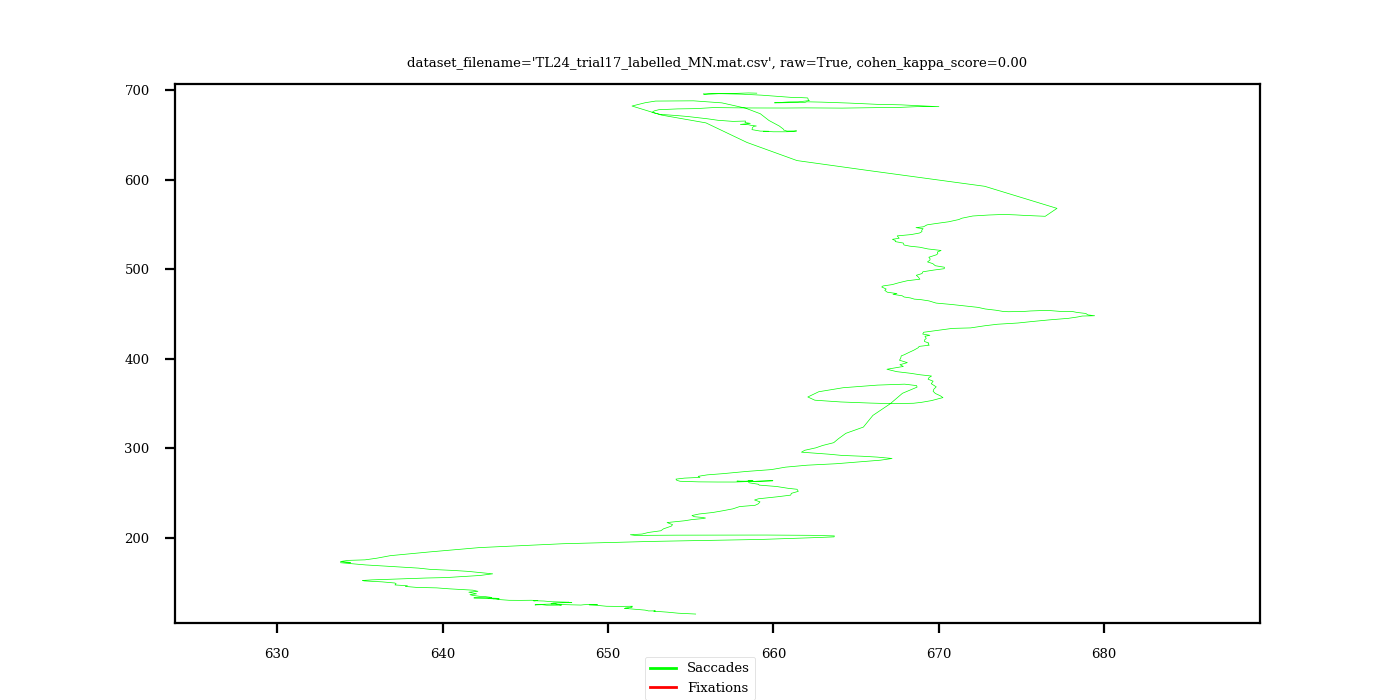 dataset_filename='TL24_trial17_labelled_MN.mat.csv', raw=True, cohen_kappa_score=0.00
700
600
500
400
300
200
630 640 650 660 670 680
Saccades
Fixations